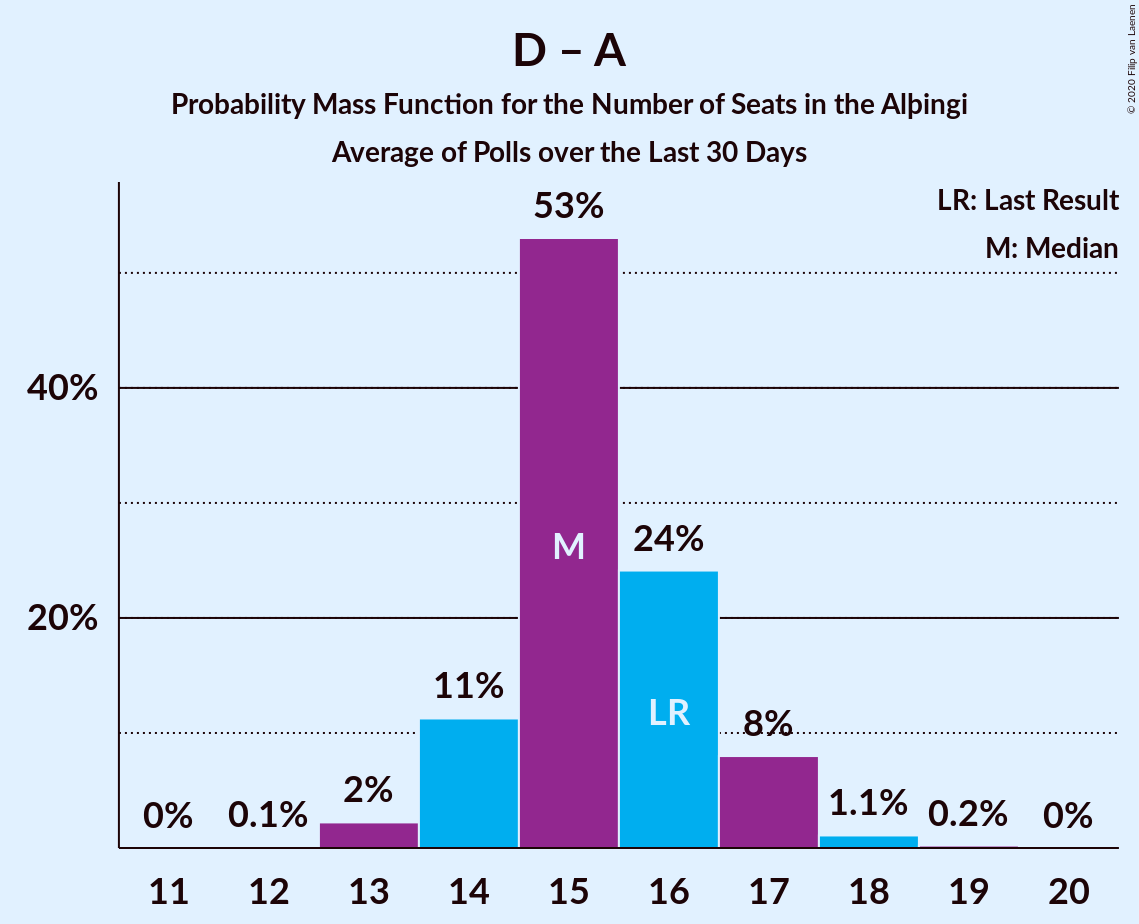 D – A
Probability Mass Function for the Number of Seats in the Alþingi
Average of Polls over the Last 30 Days
© 2020 Filip van Laenen
LR: Last Result
M: Median
40%
20%
0%
0.1%
2%
11%
53%
M
24%
LR
8%
1.1%
0.2%
0%
11 12 13 14 15 16 17 18 19 20